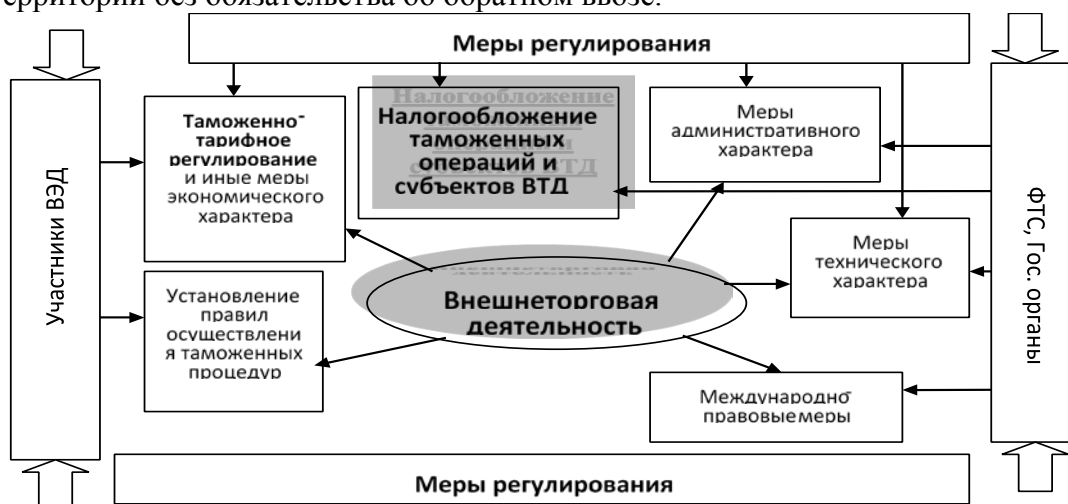 ерритории без обязательства об обратном ввозе.
Меры регулирования
Участники ВЭД
Таможенно-
тарифное
регулирование
и иные меры
экономического
характера
Налогообложение
таможенных
операций и
субъектов ВТД
Меры
административного
характера
ФТС, Гос. органы
Меры
технического
характера
Внешнеторговая
деятельность
Установление
правил
осуществлени
я таможенных
процедур
Международно
правовые меры
Меры регулирования